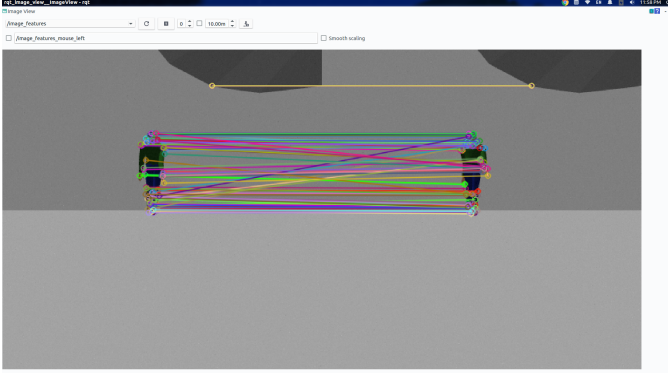 rqt_image_view__ImageView - rqt
11:58 PM
Image View
/image_features
0
10.00m
/image_features_mouse_left
Smooth scaling